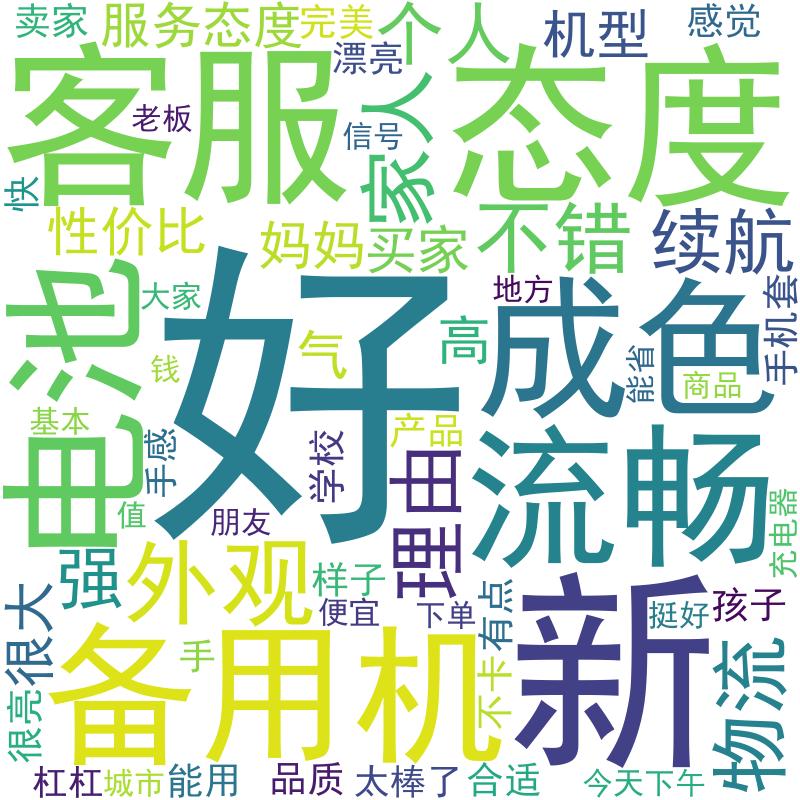 卖家
服务态度
完美
个人
机型
感觉
客服
漂亮
态度
老板
信号
家人
快
性价比
妈妈
买家
不错
续航
电池
大家
好
地方
成色
手机套
钱
气
高
能省
商品
基本
手感
学校
产品
理由
流畅
值
朋友
充电器
强
外观
样子
便宜
下单
有点
新
挺好
孩子
很大
备用机
手
不卡
物流
很亮
杠杠
城市
能用
品质
太棒了
合适
今天下午